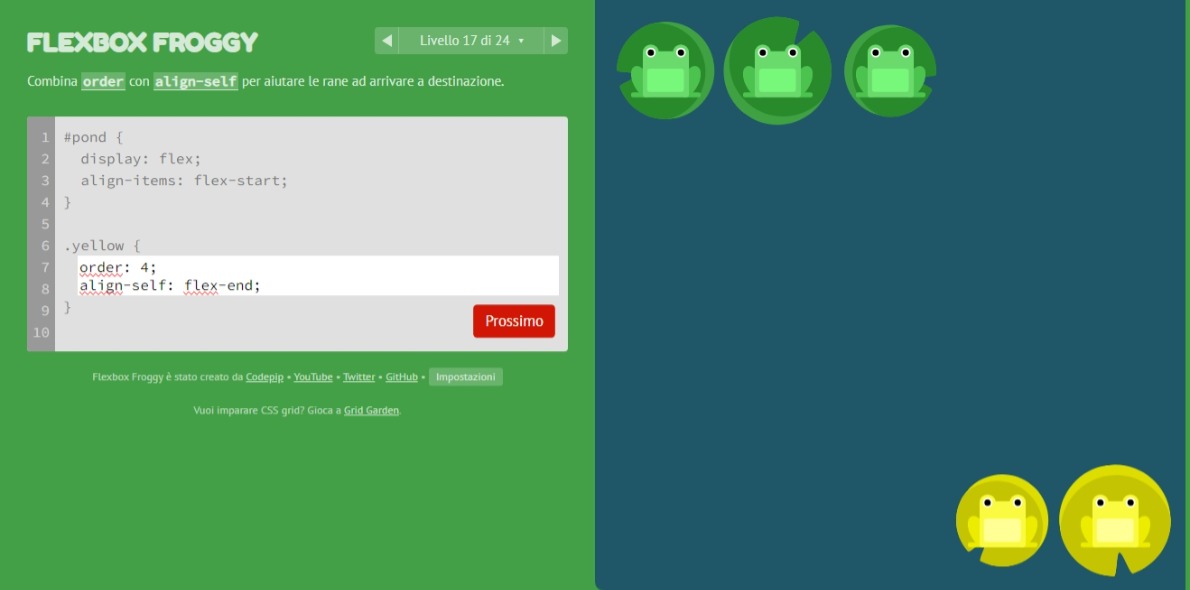 FLEXBOX FROGGY
Livello 17 di 24
Combina order con align-self per aiutare le rane ad arrivare a destinazione.
1 #pond {
2 display: flex;
3 align-items: flex-start;
4 }
5
6 .yellow {
7 order: 4;
8 align-self: flex-end;
9 }
10
Prossimo
Flexbox Froggy è stato creato da Codepip • YouTube • Twitter • GitHub • Impostazioni
Vuoi imparare CSS grid? Gioca a Grid Garden.